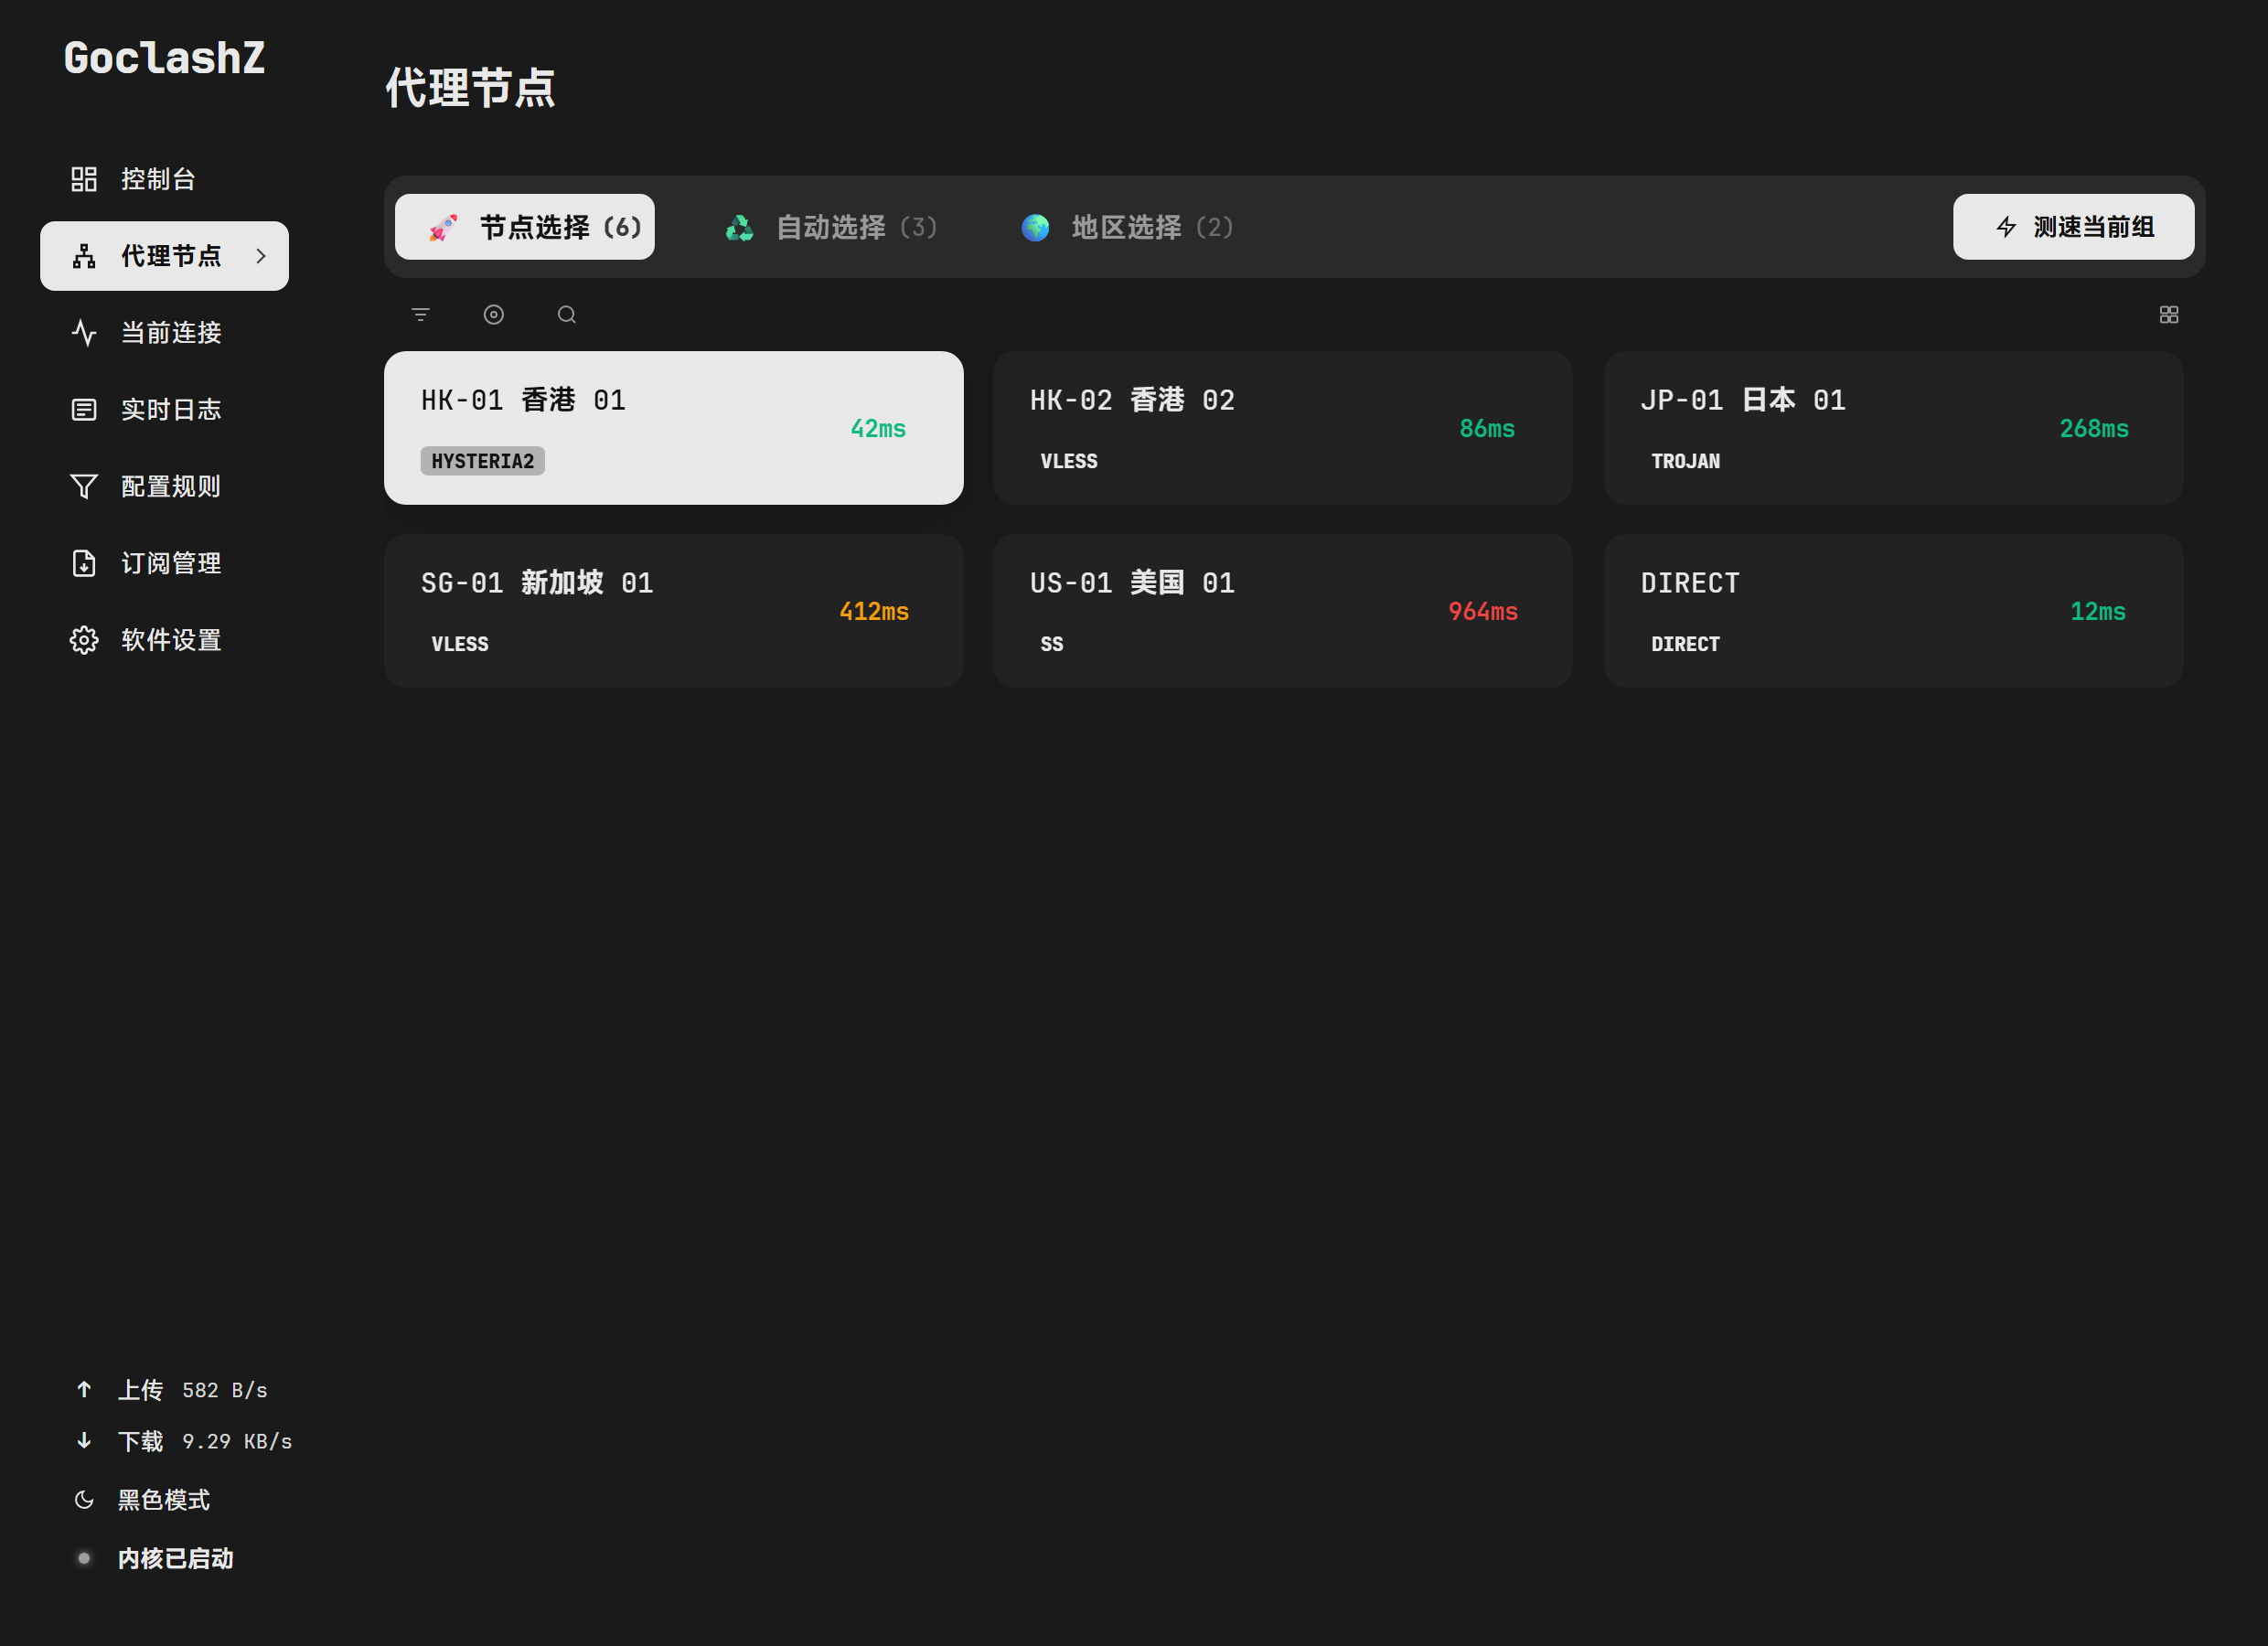 GoclashZ
控制台
代理节点
当前连接
实时日志
配置规则
订阅管理
软件设置
上传 582 B/s
下载 9.29 KB/s
黑色模式
内核已启动
代理节点
节点选择 (6)
自动选择 (3)
地区选择 (2)
测速当前组
HK-01 香港 01
42ms
HYSTERIA2
HK-02 香港 02
86ms
VLESS
JP-01 日本 01
268ms
TROJAN
SG-01 新加坡 01
412ms
VLESS
US-01 美国 01
964ms
SS
DIRECT
12ms
DIRECT